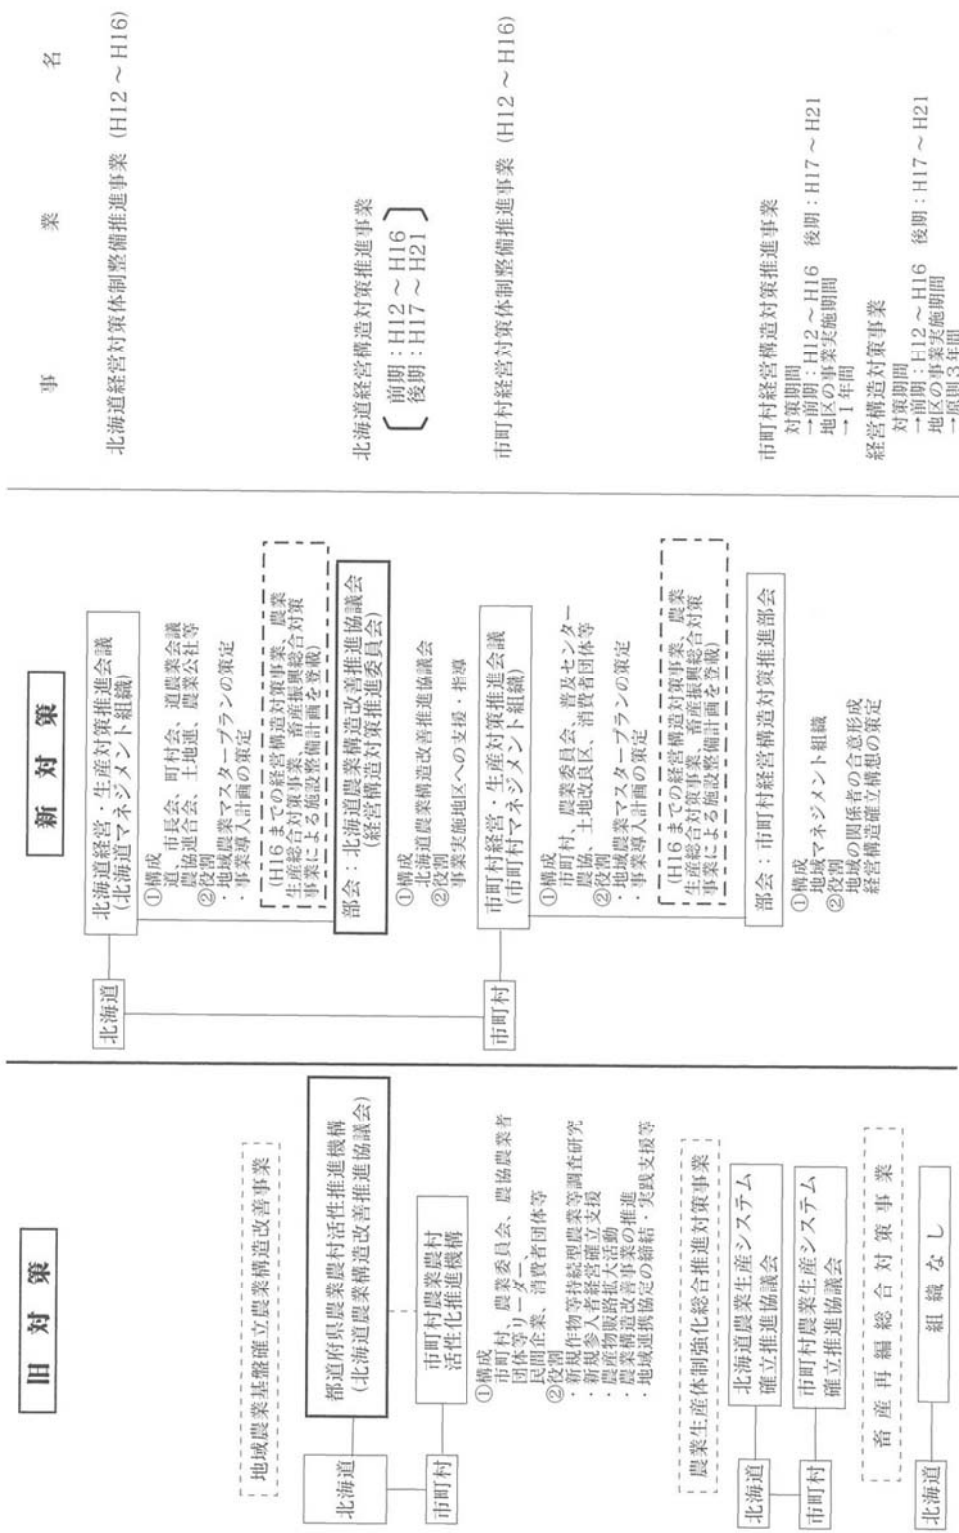 旧対策
地域農業基盤確立農業構造改善事業
北海道
都道府県農業農村活性推進機構
(北海道農業構造改善推進協議会)
市町村
市町村農業農村
活性化推進機構
①構成
市町村、農業委員会、農協農業者
団体等リーダー、
民間企業、消費者団体等
②役割
・新規作物等持続型農業等調査研究
・新規参入者経営確立支援
・農産物販路拡大活動
・農業構造改善事業の推進
・地域連携協定の締結・実践支援等
農業生産体制強化総合推進対策事業
北海道
北海道農業生産システム
確立推進協議会
市町村
市町村農業生産システム
確立推進協議会
畜産再編総合対策事業
北海道
組織なし
新対策
北海道
北海道経営・生産対策推進会議
(北海道マネジメント組織)
①構成
道、市長会、町村会、道農業会議
農協連合会、土地連、農業公社等
②役割
・地域農業マスタープランの策定
・事業導入計画の策定
(H16までの経営構造対策事業、農業
生産総合対策事業、畜産振興総合対策
事業による施設整備計画を登載)
部会：北海道農業構造改善推進協議会
(経営構造対策推進委員会)
①構成
北海道農業構造改善推進協議会
②役割
事業実施地区への支援・指導
市町村
市町村経営・生産対策推進会議
(市町村マネジメント組織)
①構成
市町村、農業委員会、普及センター
農協、土地改良区、消費者団体等
②役割
・地域農業マスタープランの策定
・事業導入計画の策定
(H16までの経営構造対策事業、農業
生産総合対策事業、畜産振興総合対策
事業による施設整備計画を登載)
部会：市町村経営構造対策推進部会
①構成
地域マネジメント組織
②役割
地域の関係者の合意形成
経営構造確立構想の策定
事業名
北海道経営対策体制整備推進事業(H12～H16)
北海道経営構造対策推進事業
前期：H12～H16
後期：H17～H21
市町村経営対策体制整備推進事業(H12～H16)
市町村経営構造対策推進事業
対策期間
→前期：H12～H16 後期：H17～H21
地区の事業実施期間
→1年間
経営構造対策事業
対策期間
→前期：H12～H16 後期：H17～H21
地区の事業実施期間
→原則3年間